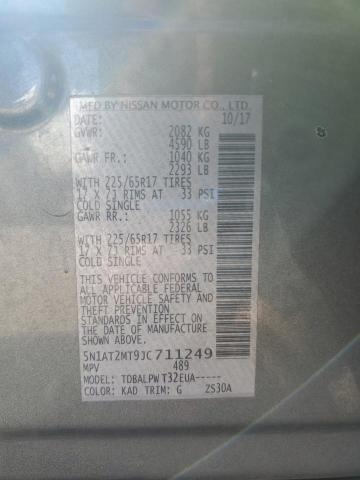 MFD BY NISSAN MOTOR CO., LTD.
10/17
GVWR: 2082 KG
4590 LB
GAWR FR.: 1040 KG
2293 LB
WITH 225/65R17 TIRES
17 X 7J RIMS AT 33 PSI
COLD SINGLE
GAWR RR.: 1055 KG
2326 LB
WITH 225/65R17 TIRES
17 X 7J RIMS AT 33 PSI
COLD SINGLE
THIS VEHICLE CONFORMS TO
ALL APPLICABLE FEDERAL
MOTOR VEHICLE SAFETY
AND THEFT PREVENTION
STANDARDS IN EFFECT ON
THE DATE OF MANUFACTURE
SHOWN ABOVE.
5N1AT2MT9JC711249
MPV 489
MODEL: TDBALPWT32EUA-----
COLOR: KAD TRIM: G ZS30A